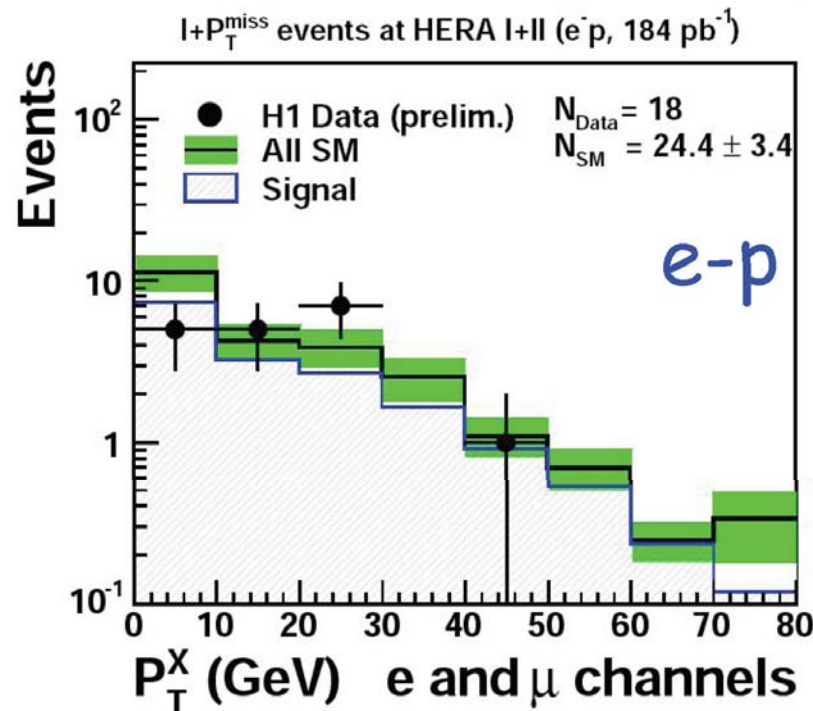 l+P_T^miss events at HERA I+II (e^-p, 184 pb^-1)
Events
10^2
10
1
10^-1
H1 Data (prelim.)
All SM
Signal
N_Data = 18
N_SM = 24.4 ± 3.4
e-p
0 10 20 30 40 50 60 70 80
P_T^X (GeV) e and μ channels